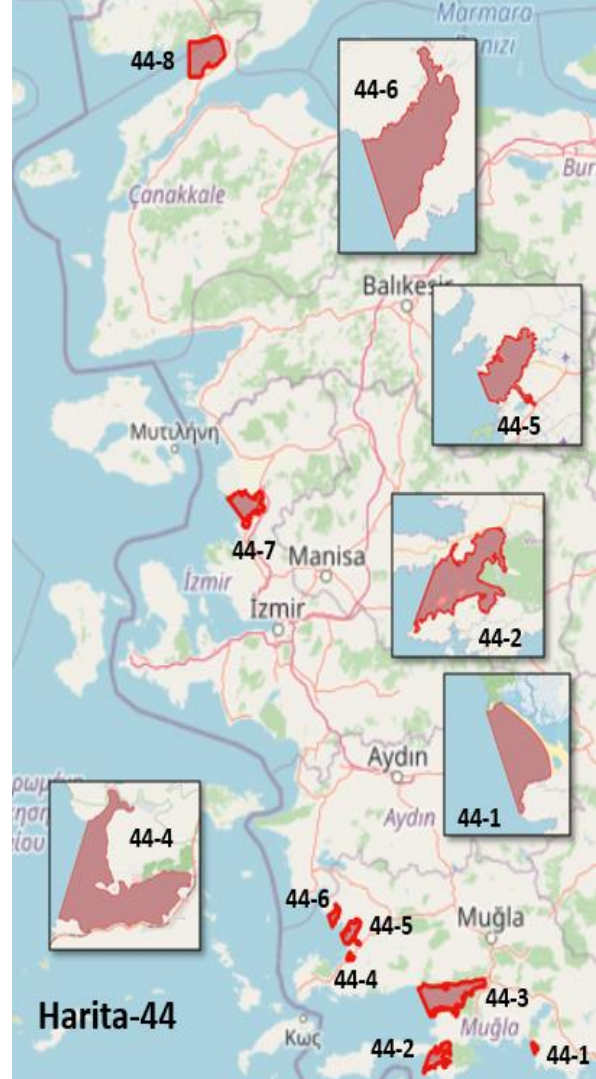 Marmara
Denizi
44-8
44-6
Çanakkale
Bur
Balıkesir
Μυτιλήνη
44-5
44-7
Manisa
İzmir
İzmir
44-2
Aydın
44-1
Aydın
44-4
44-6
44-5
Muğla
44-4
44-3
Harita-44
Κως
Muğla
44-2
44-1